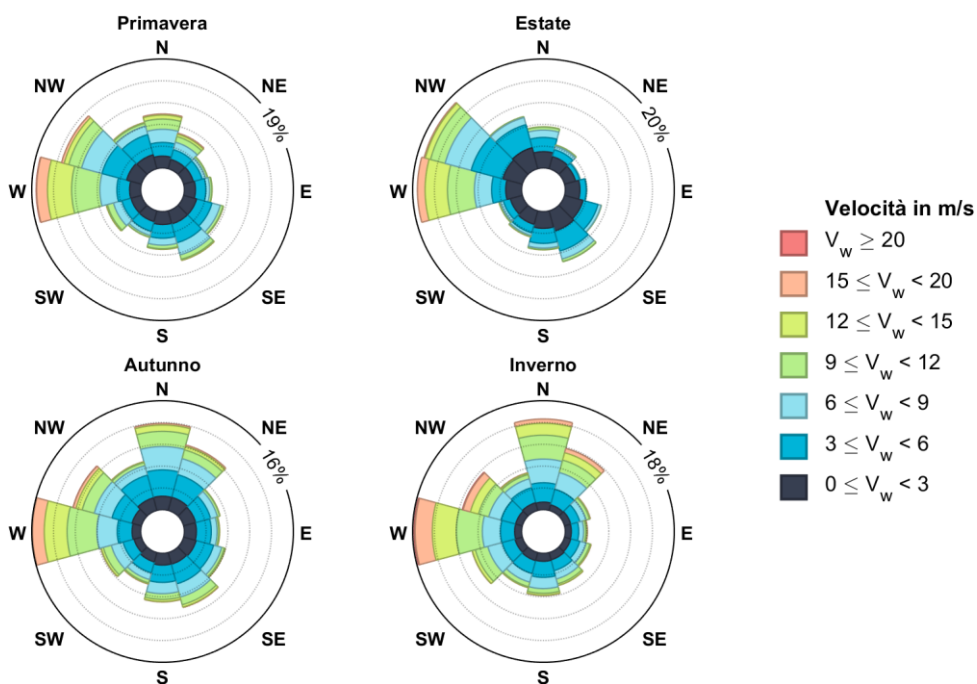 Primavera
N
NW
NE
19%
W
E
SW
SE
S
Estate
N
NW
NE
20%
W
E
SW
SE
S
Autunno
N
NW
NE
16%
W
E
SW
SE
S
Inverno
N
NW
NE
18%
W
E
SW
SE
S
Velocità in m/s
V_w ≥ 20
15 ≤ V_w < 20
12 ≤ V_w < 15
9 ≤ V_w < 12
6 ≤ V_w < 9
3 ≤ V_w < 6
0 ≤ V_w < 3